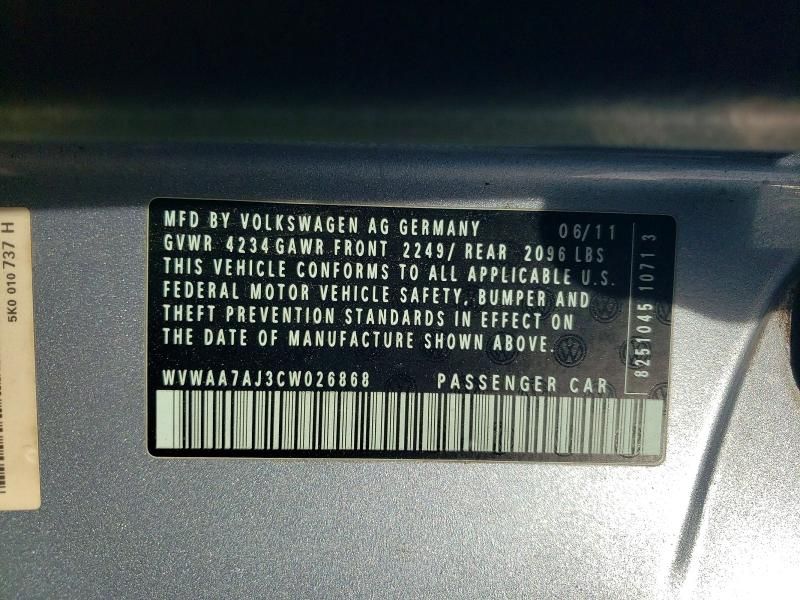 MFD BY VOLKSWAGEN AG GERMANY 06/11
GVWR 4234 GAWR FRONT 2249/ REAR 2096 LBS
THIS VEHICLE CONFORMS TO ALL APPLICABLE U.S.
FEDERAL MOTOR VEHICLE SAFETY, BUMPER AND
THEFT PREVENTION STANDARDS IN EFFECT ON
THE DATE OF MANUFACTURE SHOWN ABOVE.
WVWAA7AJ3CW026868 PASSENGER CAR
8251045 1071 3
5K0 010 737 H